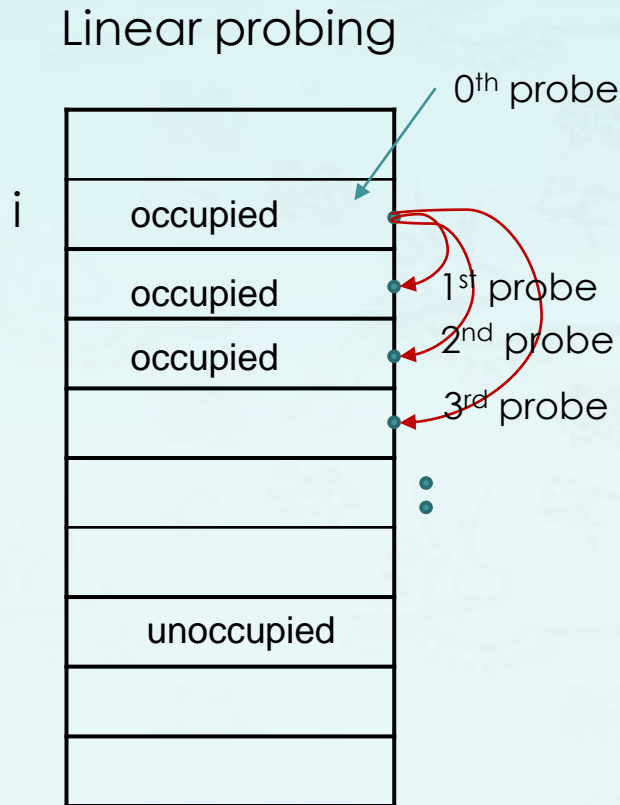 Linear probing
0th probe
i
occupied
occupied
1st probe
occupied
2nd probe
3rd probe
unoccupied